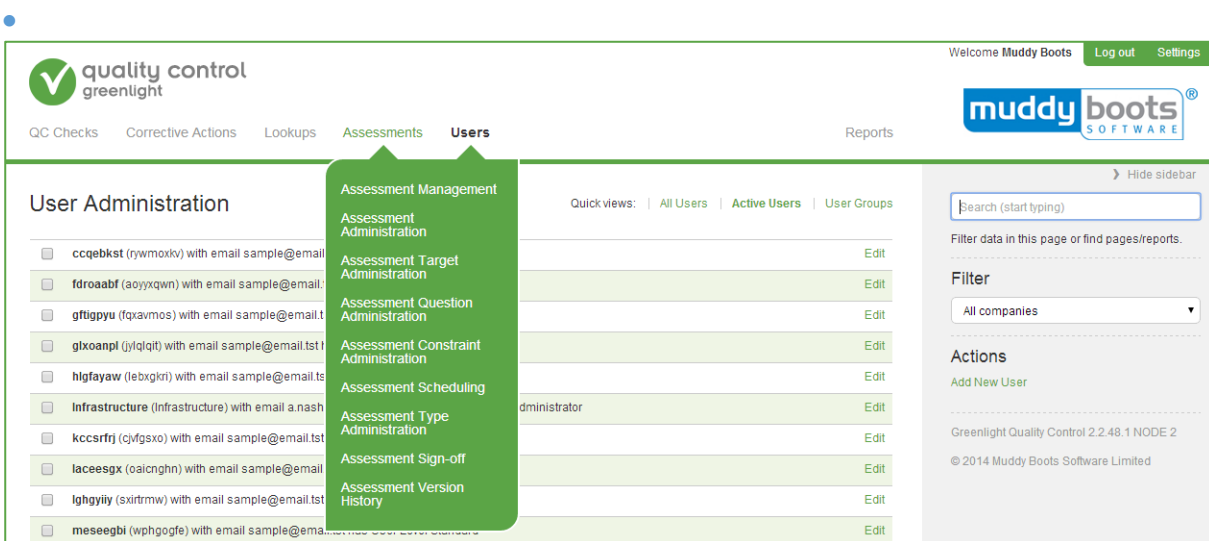 Welcome Muddy Boots Log out Settings
quality control
greenlight
muddy boots®
SOFTWARE
QC Checks Corrective Actions Lookups Assessments Users Reports
Hide sidebar
User Administration
Quick views: | All Users | Active Users | User Groups
Assessment Management
Assessment
Administration
Assessment Target
Administration
Assessment Question
Administration
Assessment Constraint
Administration
Assessment Scheduling
Assessment Type
Administration
Assessment Sign-off
Assessment Version
History
ccqebkst (rywmoxkv) with email sample@email Edit
fdroaabf (aoyyxqwn) with email sample@email. Edit
gftigpyu (fqxavmos) with email sample@email.t Edit
glxoanpl (jylqlqit) with email sample@email.tst Edit
hlgfayaw (lebxgkri) with email sample@email.ts Edit
Infrastructure (Infrastructure) with email a.nash dministrator Edit
kccsrfrj (cjvfgsxo) with email sample@email.tst Edit
laceesgx (oaicnghn) with email sample@email Edit
lghgyiiy (sxirtrmw) with email sample@email.tst Edit
meseegbi (wphgogfe) with email sample@ema Edit
Search (start typing)
Filter data in this page or find pages/reports.
Filter
All companies
Actions
Add New User
Greenlight Quality Control 2.2.48.1 NODE 2
© 2014 Muddy Boots Software Limited